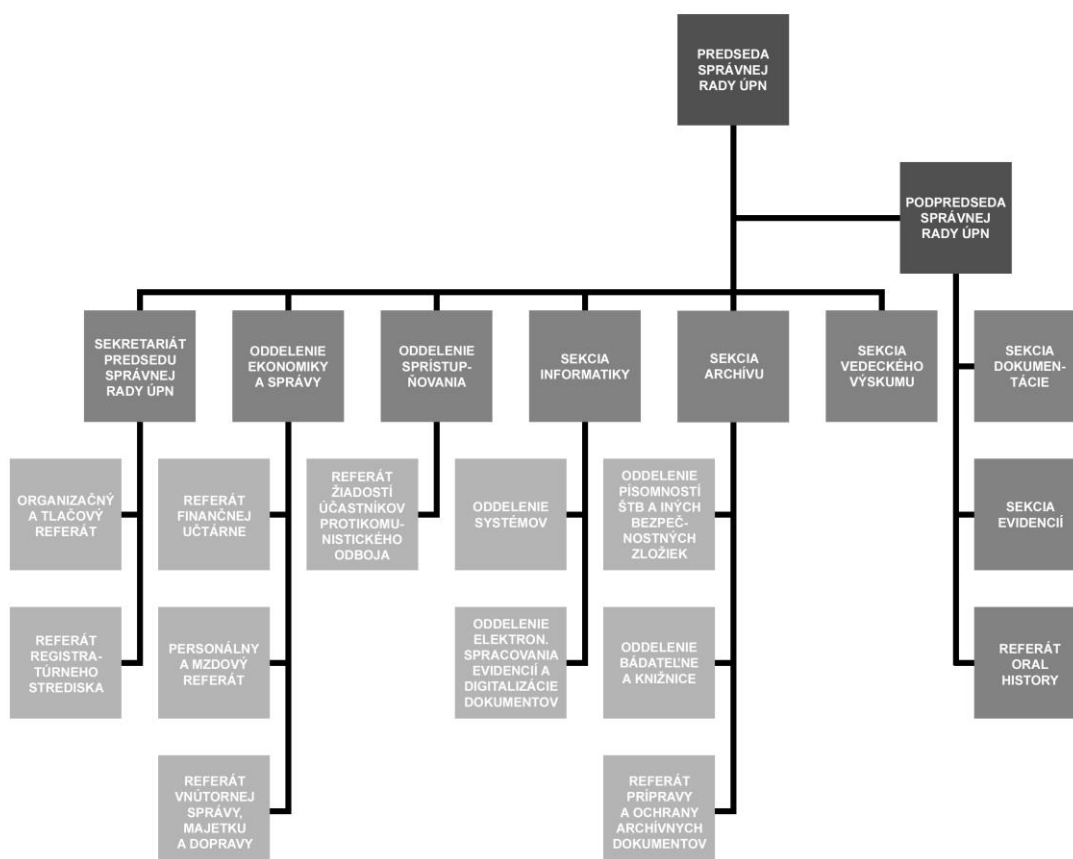 PREDSEDA
SPRÁVNEJ
RADY ÚPN
PODPREDSEDA
SPRÁVNEJ
RADY ÚPN
SEKRETARIÁT
PREDSEDU
SPRÁVNEJ
RADY ÚPN
ODDELENIE
EKONOMIKY
A SPRÁVY
ODDELENIE
SPRÍSTUP-
ŇOVANIA
SEKCIA
INFORMATIKY
SEKCIA
ARCHÍVU
SEKCIA
VEDECKÉHO
VÝSKUMU
SEKCIA
DOKUMEN-
TÁCIE
ORGANIZAČNÝ
A TLAČOVÝ
REFERÁT
REFERÁT
FINANČNEJ
UČTÁRNE
REFERÁT
ŽIADOSTÍ
ÚČASTNÍKOV
PROTIKOMU-
NISTICKÉHO
ODBOJA
ODDELENIE
SYSTÉMOV
ODDELENIE
PÍSOMNOSTÍ
ŠTB A INÝCH
BEZPEČ-
NOSTNÝCH
ZLOŽIEK
SEKCIA
EVIDENCIÍ
REFERÁT
REGISTRA-
TÚRNEHO
STREDISKA
PERSONÁLNY
A MZDOVÝ
REFERÁT
ODDELENIE
ELEKTRON.
SPRACOVANIA
EVIDENCIÍ A
DIGITALIZÁCIE
DOKUMENTOV
ODDELENIE
BÁDATEĽNE
A KNIŽNICE
REFERÁT
ORAL
HISTORY
REFERÁT
VNÚTORNEJ
SPRÁVY,
MAJETKU
A DOPRAVY
REFERÁT
PRÍPRAVY
A OCHRANY
ARCHÍVNYCH
DOKUMENTOV